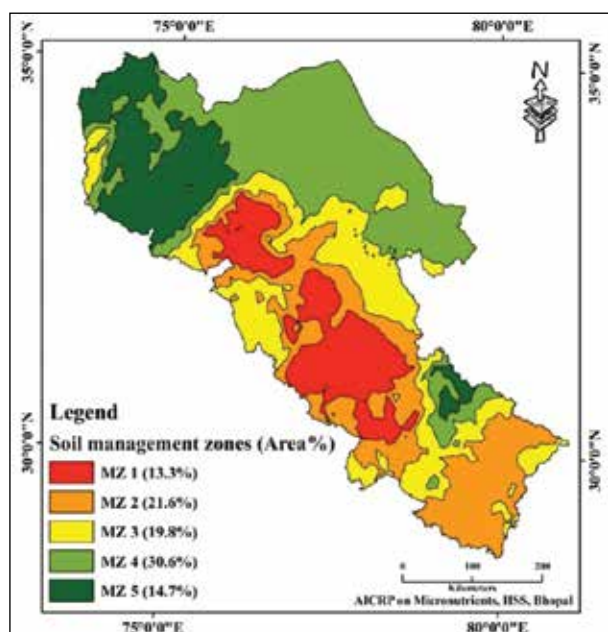 75°0'0"E 80°0'0"E
35°0'0"N 35°0'0"N
N
30°0'0"N 30°0'0"N
Legend
Soil management zones (Area%)
MZ 1 (13.3%)
MZ 2 (21.6%)
MZ 3 (19.8%)
MZ 4 (30.6%)
MZ 5 (14.7%)
0 100 200
Kilometers
AICRP on Micronutrients, IISS, Bhopal
75°0'0"E 80°0'0"E